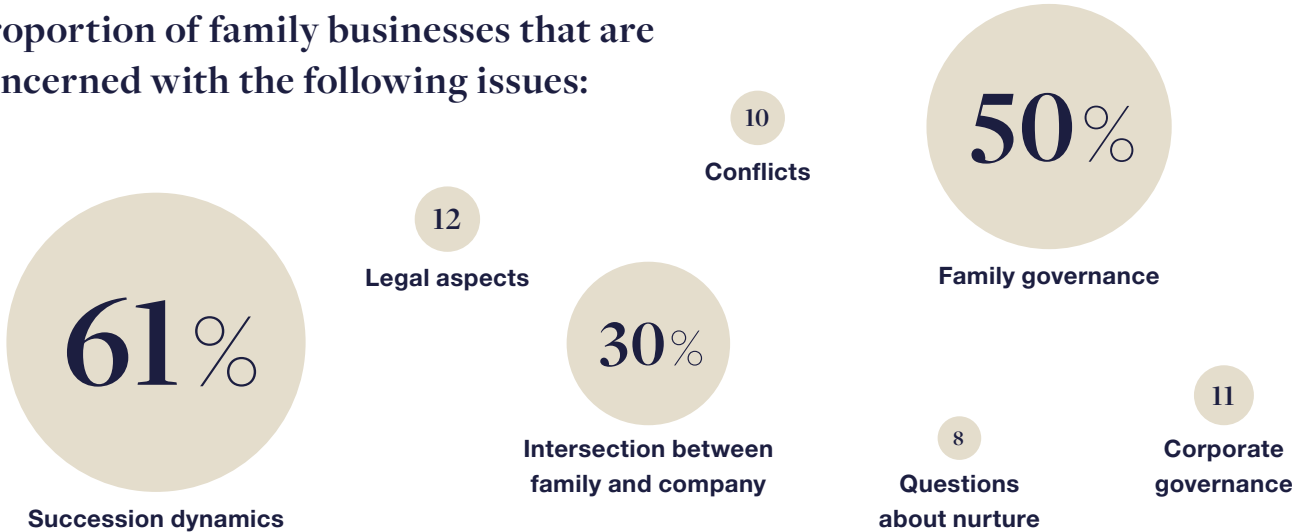 roportion of family businesses that are
ncerned with the following issues:
10
Conflicts
50%
Family governance
12
Legal aspects
61%
Succession dynamics
30%
Intersection between
family and company
8
Questions
about nurture
11
Corporate
governance